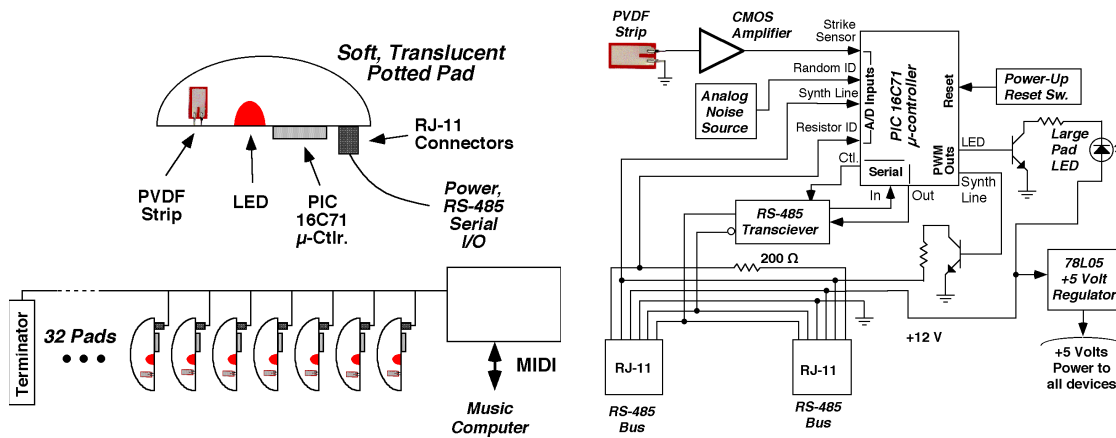 Soft, Translucent
Potted Pad
RJ-11
Connectors
PVDF
Strip
LED
PIC
16C71
µ-Ctlr.
Power,
RS-485
Serial
I/O
Terminator
32 Pads
MIDI
Music
Computer
PVDF
Strip
CMOS
Amplifier
Strike
Sensor
Random ID
Analog
Noise
Source
Synth Line
Resistor ID
A/D Inputs
PIC 16C71
µ-controller
Reset
Power-Up
Reset Sw.
PWM
Outs
LED
Large
Pad
LED
Ctl.
Serial
In
Out
Synth
Line
RS-485
Transciever
200 Ω
78L05
+5 Volt
Regulator
+12 V
+5 Volts
Power to
all devices
RJ-11
RJ-11
RS-485
Bus
RS-485
Bus